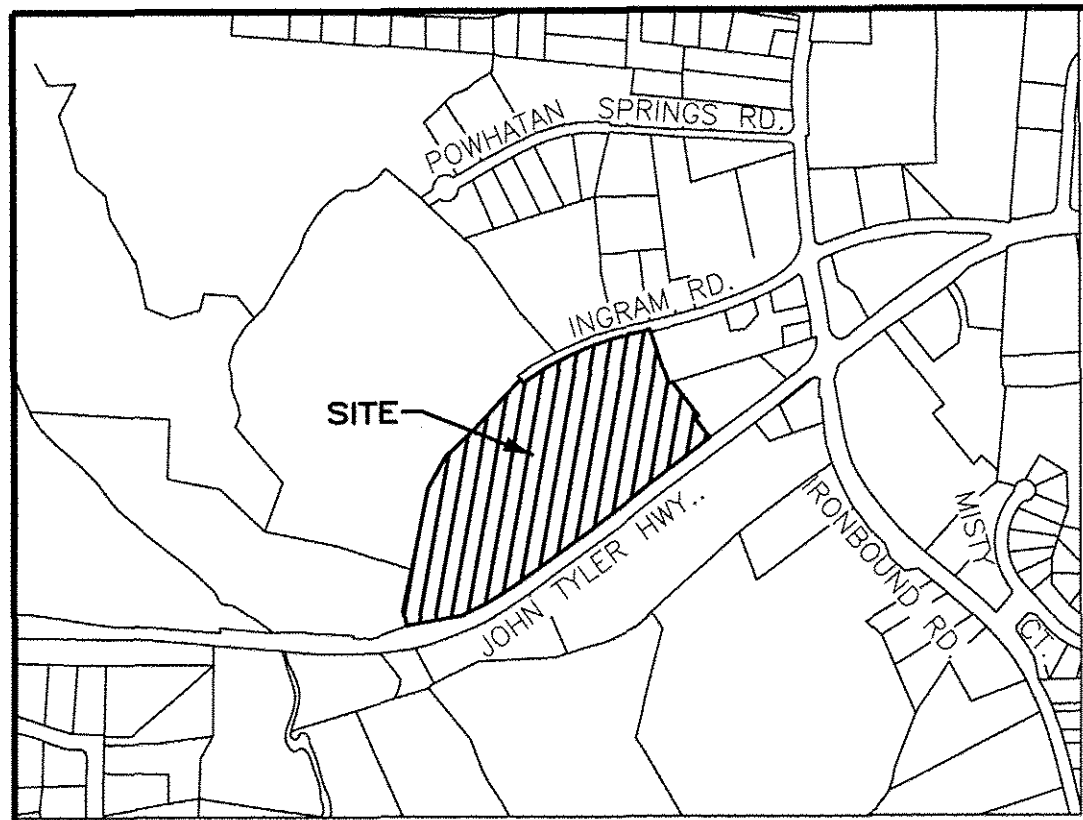 POWHATAN SPRINGS RD.
INGRAM RD.
SITE
JOHN TYLER HWY..
IRONBOUND RD.
MISTY CT.